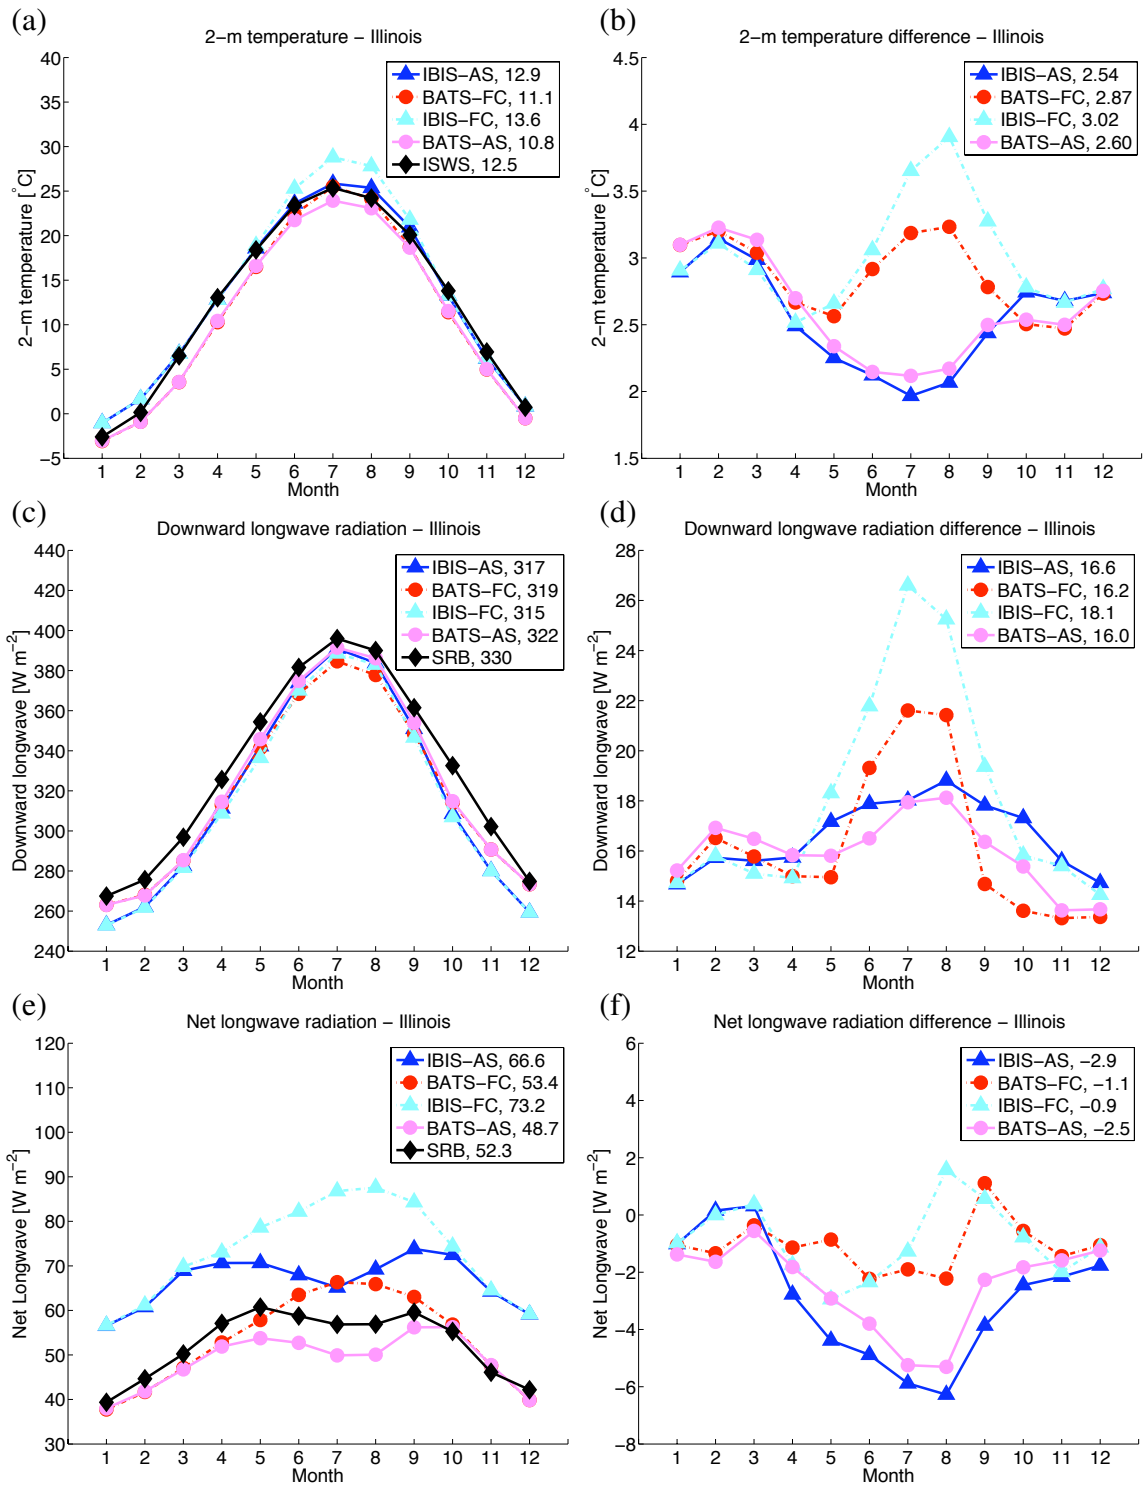 (a)
2−m temperature − Illinois
40
35
30
25
20
15
10
5
0
−5
2−m temperature [°C]
IBIS−AS, 12.9
BATS−FC, 11.1
IBIS−FC, 13.6
BATS−AS, 10.8
ISWS, 12.5
1 2 3 4 5 6 7 8 9 10 11 12
Month
(b)
2−m temperature difference − Illinois
4.5
4
3.5
3
2.5
2
1.5
2−m temperature [°C]
IBIS−AS, 2.54
BATS−FC, 2.87
IBIS−FC, 3.02
BATS−AS, 2.60
1 2 3 4 5 6 7 8 9 10 11 12
Month
(c)
Downward longwave radiation − Illinois
440
420
400
380
360
340
320
300
280
260
240
Downward longwave [W m−2]
IBIS−AS, 317
BATS−FC, 319
IBIS−FC, 315
BATS−AS, 322
SRB, 330
1 2 3 4 5 6 7 8 9 10 11 12
Month
(d)
Downward longwave radiation difference − Illinois
28
26
24
22
20
18
16
14
12
Downward longwave [W m−2]
IBIS−AS, 16.6
BATS−FC, 16.2
IBIS−FC, 18.1
BATS−AS, 16.0
1 2 3 4 5 6 7 8 9 10 11 12
Month
(e)
Net longwave radiation − Illinois
120
110
100
90
80
70
60
50
40
30
Net Longwave [W m−2]
IBIS−AS, 66.6
BATS−FC, 53.4
IBIS−FC, 73.2
BATS−AS, 48.7
SRB, 52.3
1 2 3 4 5 6 7 8 9 10 11 12
Month
(f)
Net longwave radiation difference − Illinois
6
4
2
0
−2
−4
−6
−8
Net Longwave [W m−2]
IBIS−AS, −2.9
BATS−FC, −1.1
IBIS−FC, −0.9
BATS−AS, −2.5
1 2 3 4 5 6 7 8 9 10 11 12
Month